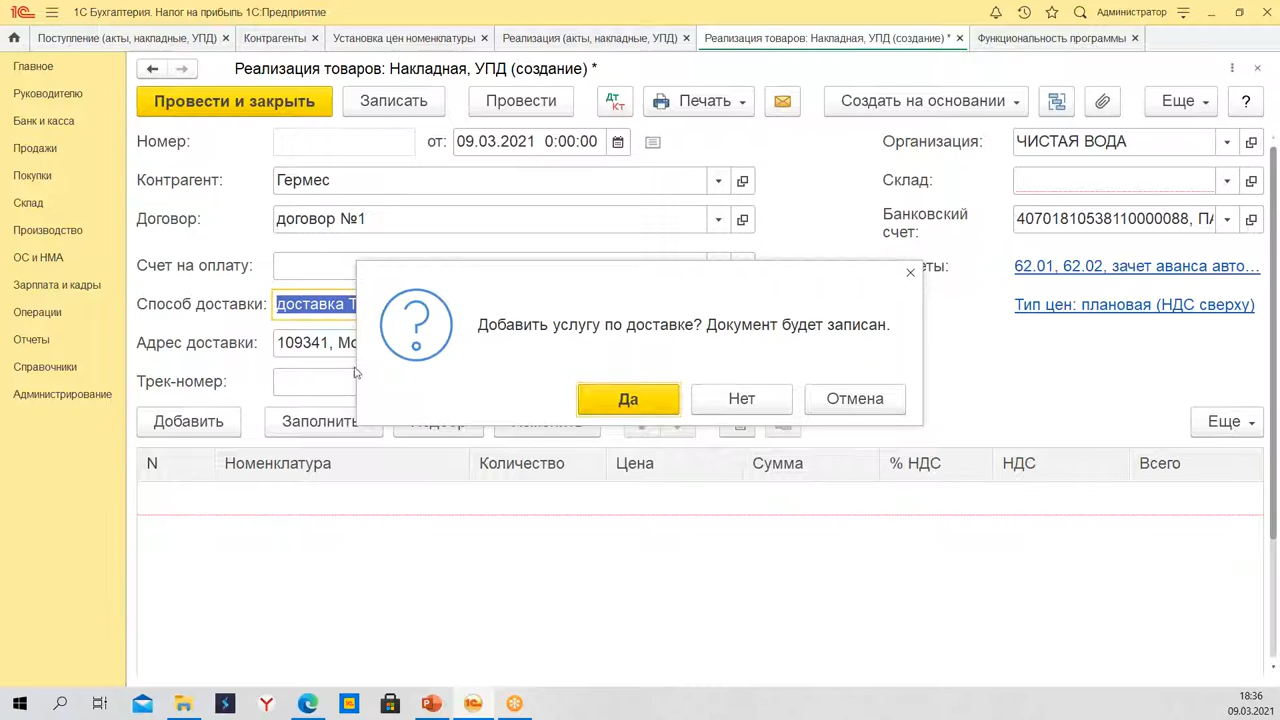 1С Бухгалтерия. Налог на прибыль 1С:Предприятие
Администратор
Поступление (акты, накладные, УПД)
Контрагенты
Установка цен номенклатуры
Реализация (акты, накладные, УПД)
Реализация товаров: Накладная, УПД (создание) *
Функциональность программы
Главное
Руководителю
Банк и касса
Продажи
Покупки
Склад
Производство
ОС и НМА
Зарплата и кадры
Операции
Отчеты
Справочники
Администрирование
Реализация товаров: Накладная, УПД (создание) *
Провести и закрыть
Записать
Провести
Дт
Кт
Печать
Создать на основании
Еще
?
Номер:
от:
09.03.2021 0:00:00
Организация:
ЧИСТАЯ ВОДА
Контрагент:
Гермес
Склад:
Договор:
договор №1
Банковский
счет:
40701810538110000088, ПА
Счет на оплату:
62.01, 62.02, зачет аванса авто...
Способ доставки:
доставка
Тип цен: плановая (НДС сверху)
Адрес доставки:
109341,
Трек-номер:
Добавить услугу по доставке? Документ будет записан.
Да
Нет
Отмена
Добавить
Заполнить
Еще
N
Номенклатура
Количество
Цена
Сумма
% НДС
НДС
Всего
18:36
09.03.2021